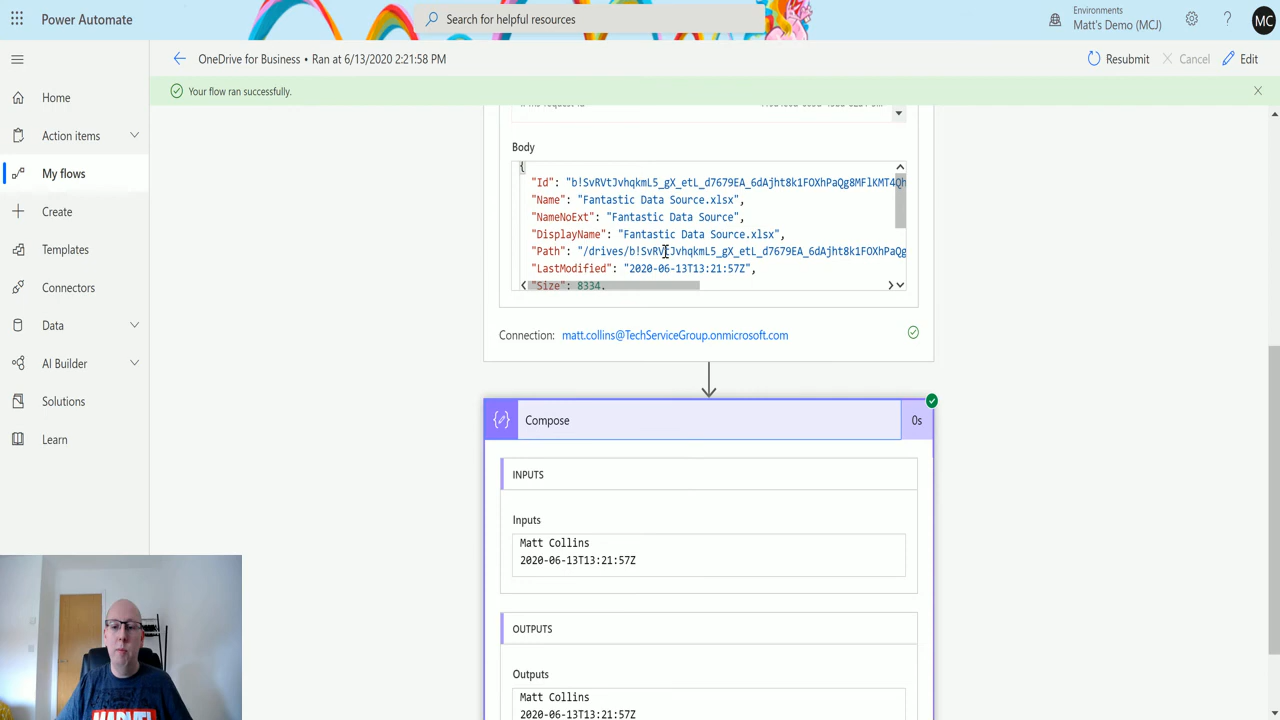 Power Automate
Search for helpful resources
Environments
Matt's Demo (MCJ)
MC
OneDrive for Business • Ran at 6/13/2020 2:21:58 PM
Resubmit
Cancel
Edit
Your flow ran successfully.
Home
Action items
My flows
Create
Templates
Connectors
Data
AI Builder
Solutions
Learn
Body
{
"Id": "b!SvRVtJvhqkmL5_gX_etL_d7679EA_6dAjht8k1FOXhPaQg8MFlKMT4Qh
"Name": "Fantastic Data Source.xlsx",
"NameNoExt": "Fantastic Data Source",
"DisplayName": "Fantastic Data Source.xlsx",
"Path": "/drives/b!SvRVtJvhqkmL5_gX_etL_d7679EA_6dAjht8k1FOXhPaQg
"LastModified": "2020-06-13T13:21:57Z",
"Size": 8334,
Connection: matt.collins@TechServiceGroup.onmicrosoft.com
Compose
0s
INPUTS
Inputs
Matt Collins
2020-06-13T13:21:57Z
OUTPUTS
Outputs
Matt Collins
2020-06-13T13:21:57Z
MARVEL